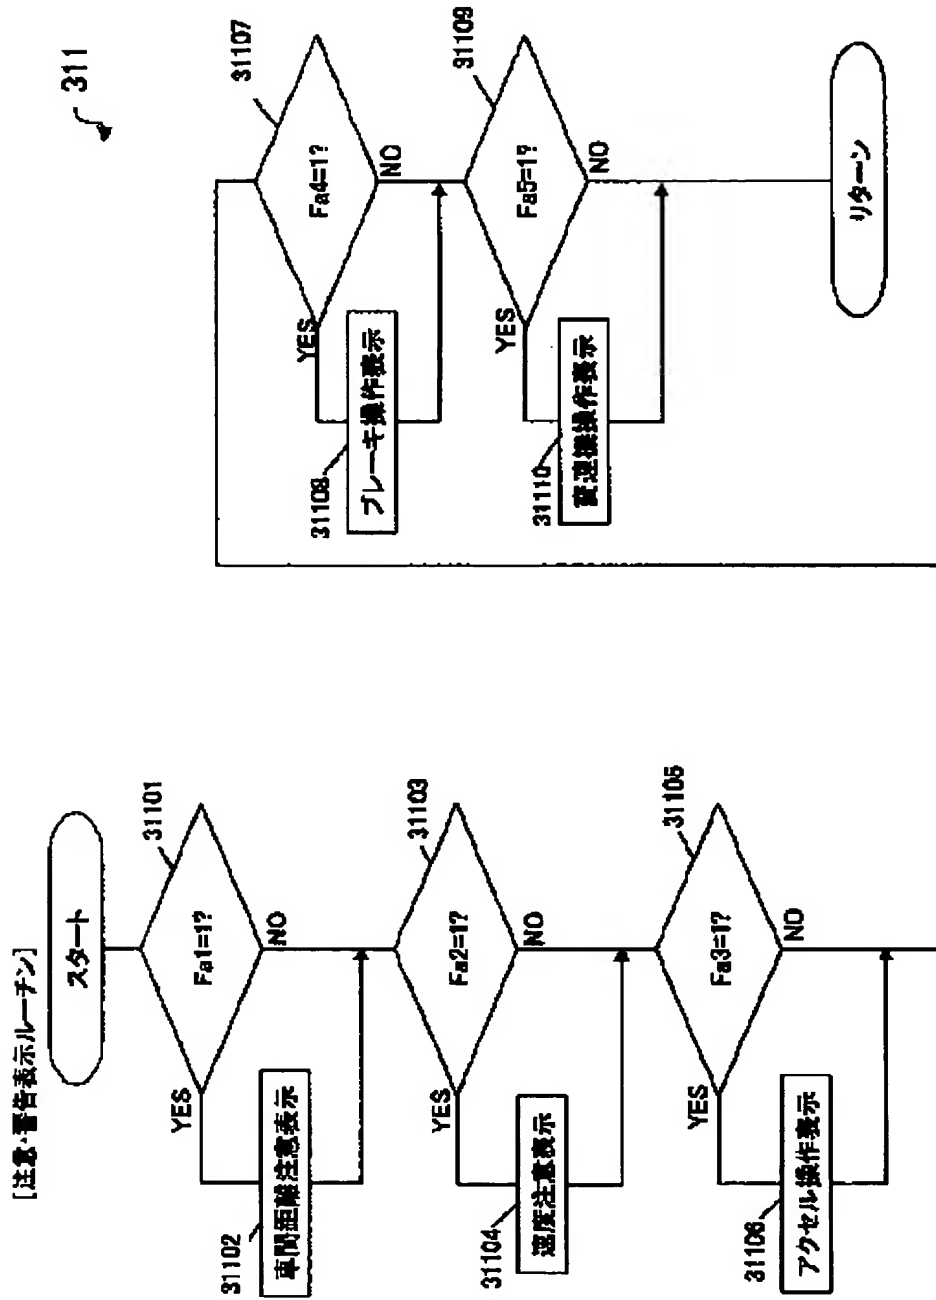 [注意・警告表示ルーチン]
311
スタート
31101
Fa1=1?
YES
NO
31102
車間距離注意表示
31103
Fa2=1?
YES
NO
31104
速度注意表示
31105
Fa3=1?
YES
NO
31106
アクセル操作表示
31107
Fa4=1?
YES
NO
31108
ブレーキ操作表示
31109
Fa5=1?
YES
NO
31110
変速機操作表示
リターン